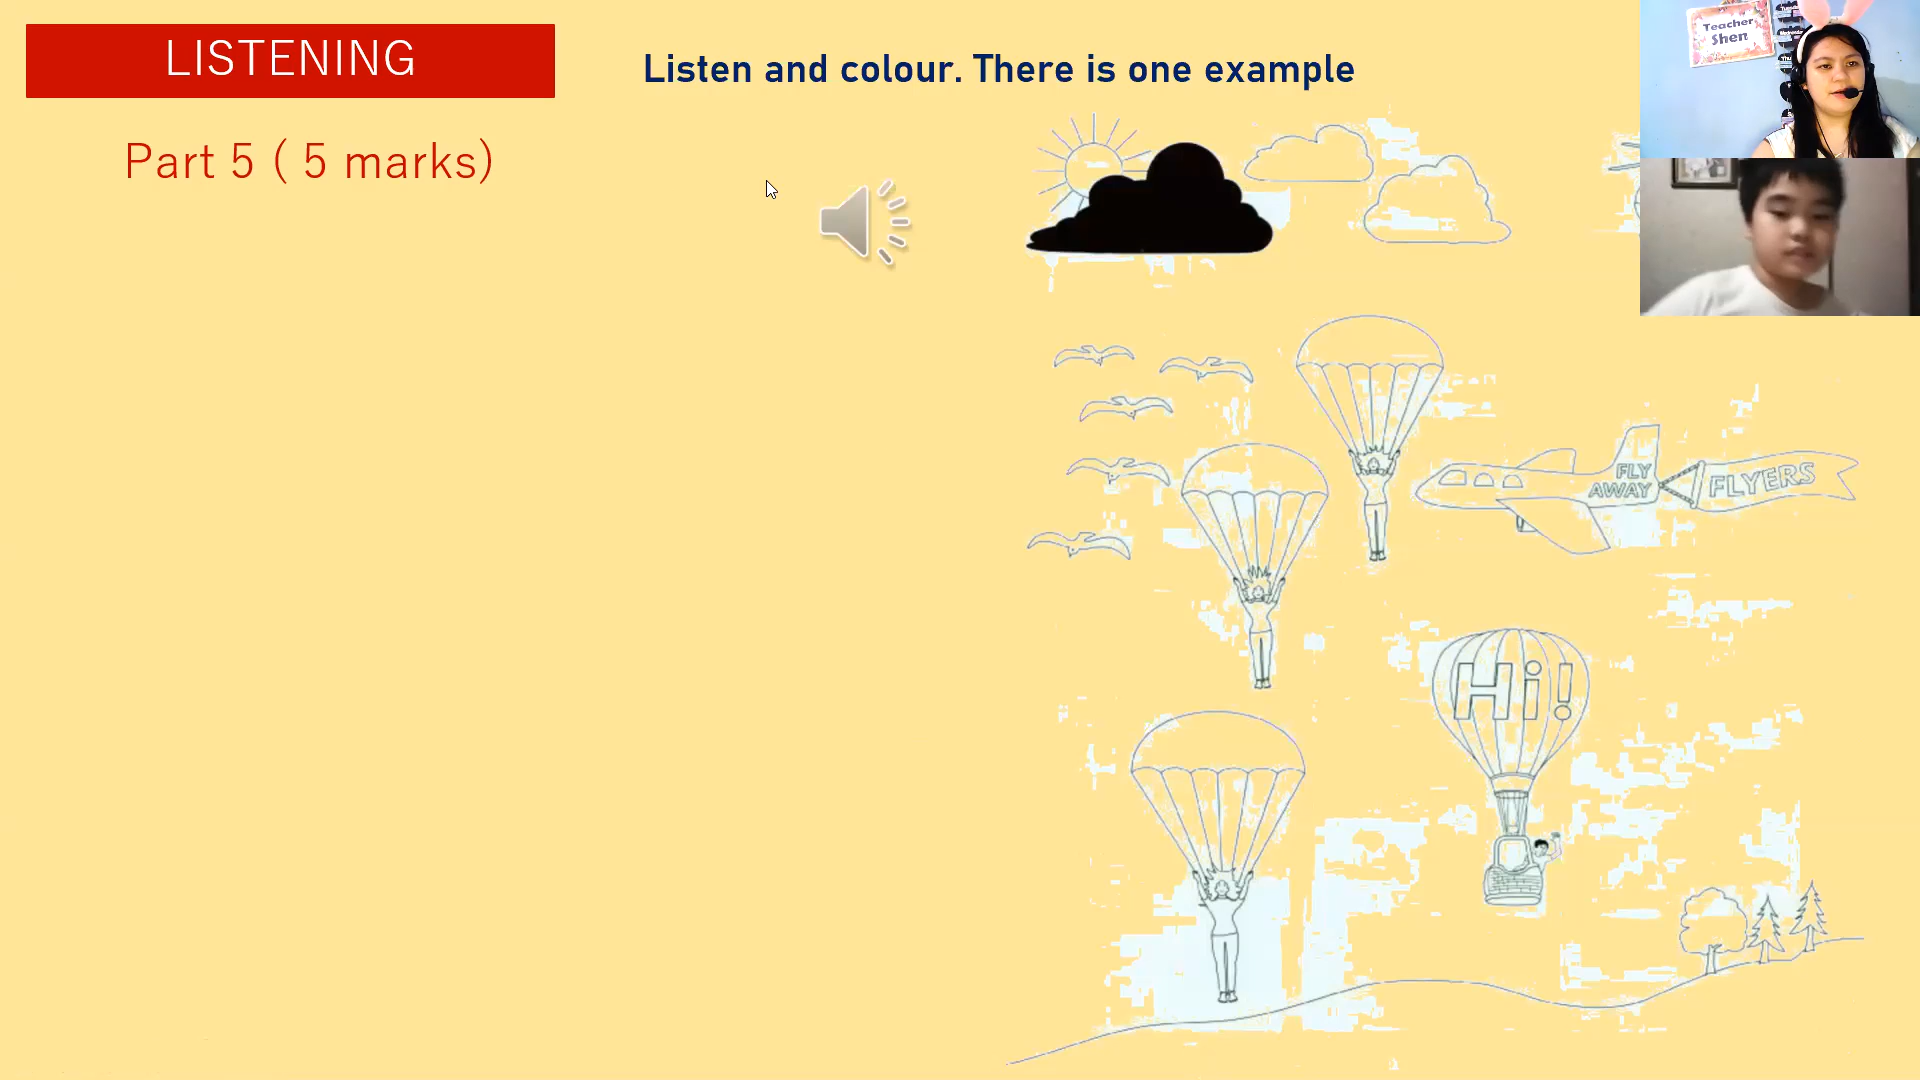 LISTENING
Listen and colour. There is one example
Teacher
Shen
Part 5 ( 5 marks)
FLY
AWAY
FLYERS
Hi!